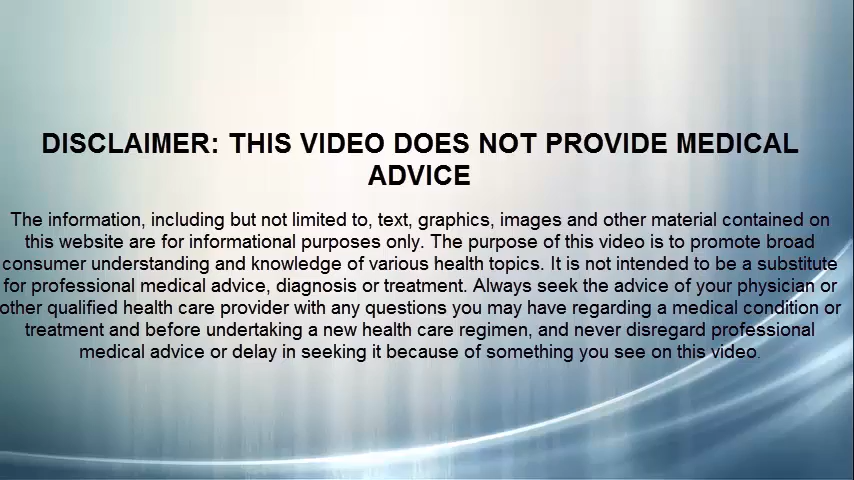 DISCLAIMER: THIS VIDEO DOES NOT PROVIDE MEDICAL
ADVICE
The information, including but not limited to, text, graphics, images and other material contained on
this website are for informational purposes only. The purpose of this video is to promote broad
consumer understanding and knowledge of various health topics. It is not intended to be a substitute
for professional medical advice, diagnosis or treatment. Always seek the advice of your physician or
other qualified health care provider with any questions you may have regarding a medical condition or
treatment and before undertaking a new health care regimen, and never disregard professional
medical advice or delay in seeking it because of something you see on this video.